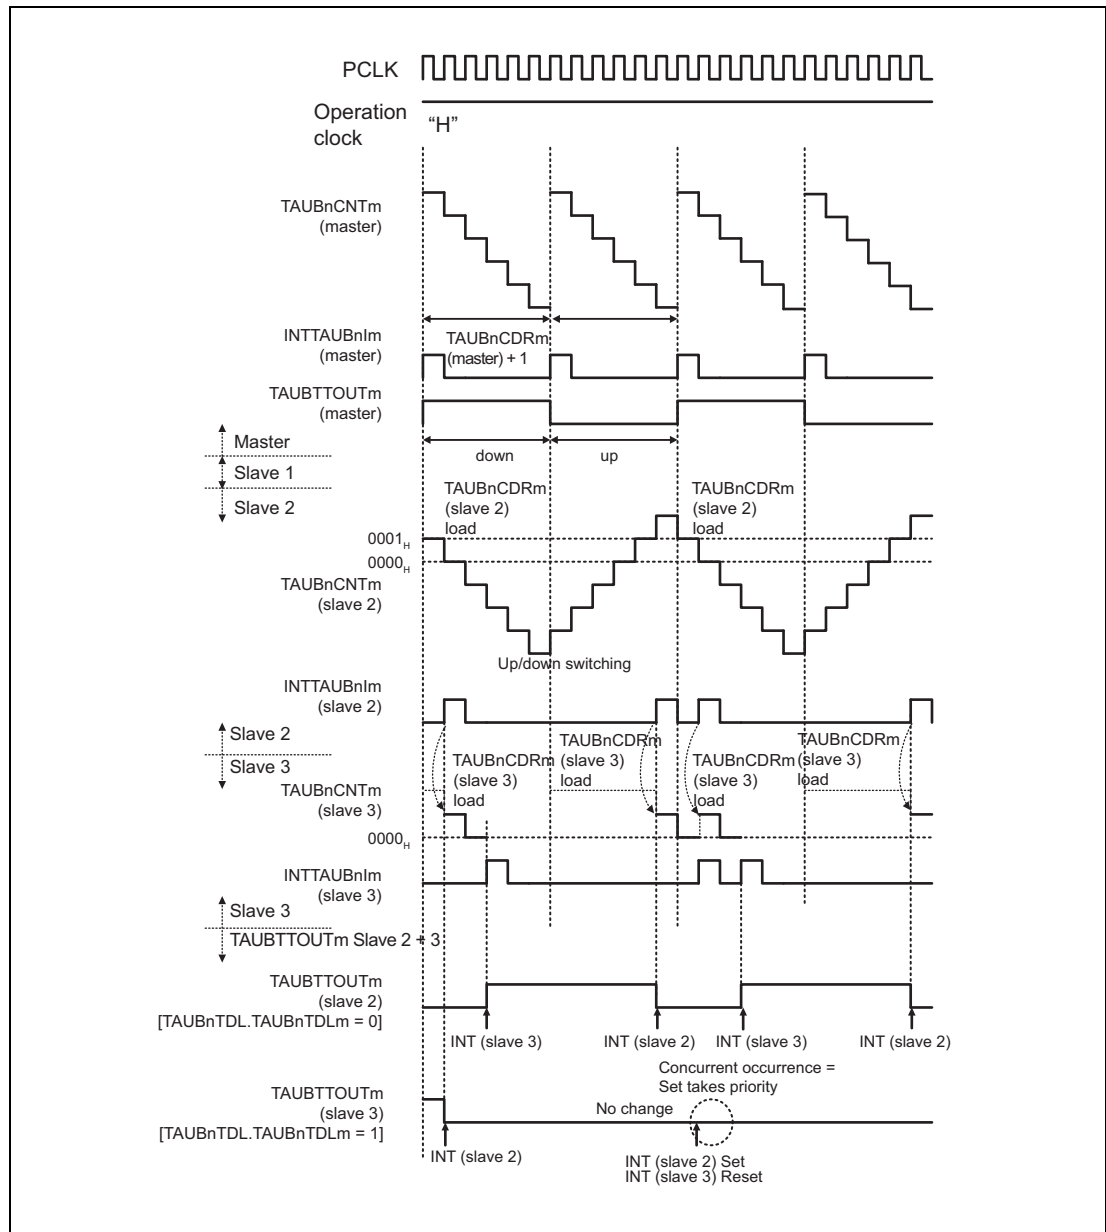 PCLK
Operation
clock
“H”
TAUBnCNTm
(master)
INTTAUBnIm
(master)
TAUBnCDRm
(master) + 1
TAUBTTOUTm
(master)
Master
down
up
Slave 1
Slave 2
TAUBnCDRm
(slave 2)
load
TAUBnCDRm
(slave 2)
load
0001H
0000H
TAUBnCNTm
(slave 2)
Up/down switching
INTTAUBnIm
(slave 2)
Slave 2
Slave 3
TAUBnCDRm
(slave 3)
load
TAUBnCDRm
(slave 3)
load
TAUBnCDRm
(slave 3)
load
TAUBnCDRm
(slave 3)
load
TAUBnCNTm
(slave 3)
0000H
INTTAUBnIm
(slave 3)
Slave 3
TAUBTTOUTm Slave 2 + 3
TAUBTTOUTm
(slave 2)
[TAUBnTDL.TAUBnTDLm = 0]
INT (slave 3)
INT (slave 2)
INT (slave 3)
INT (slave 2)
Concurrent occurrence =
Set takes priority
TAUBTTOUTm
(slave 3)
[TAUBnTDL.TAUBnTDLm = 1]
No change
INT (slave 2)
INT (slave 2) Set
INT (slave 3) Reset